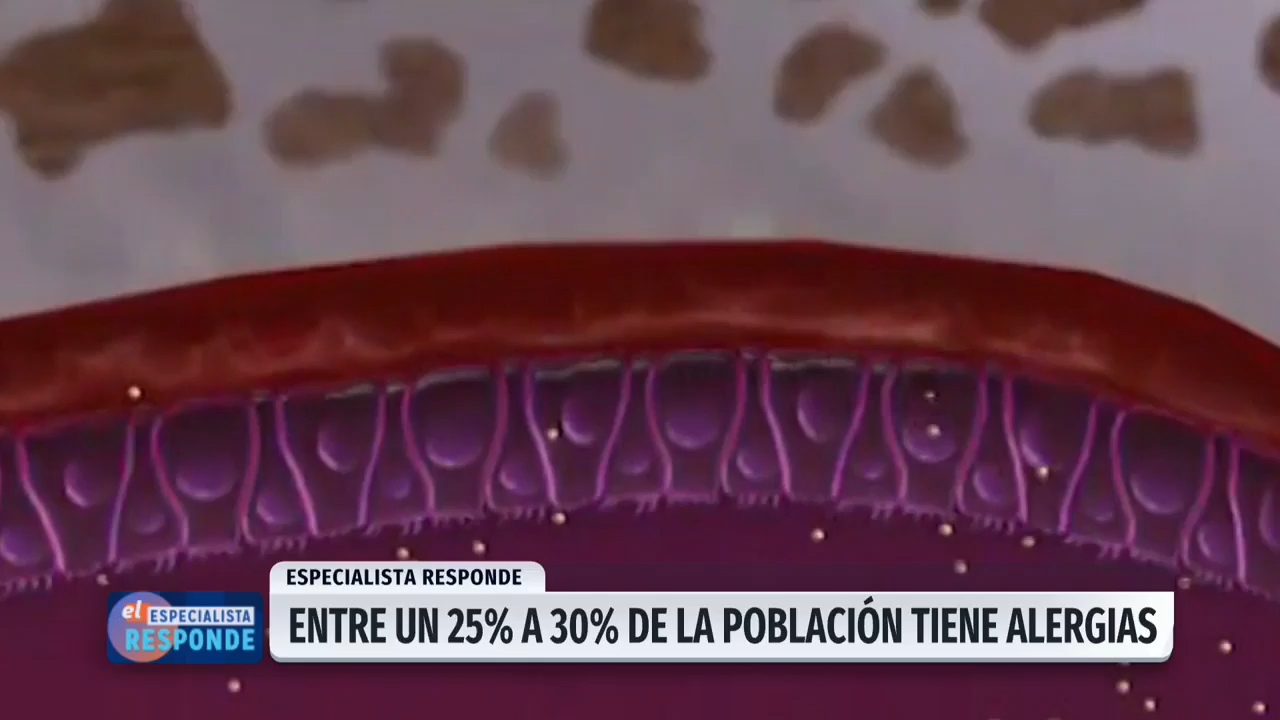 ESPECIALISTA RESPONDE
ENTRE UN 25% A 30% DE LA POBLACIÓN TIENE ALERGIAS
el ESPECIALISTA
RESPONDE